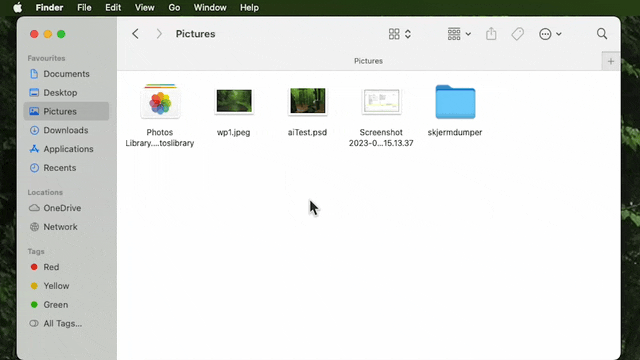 Finder File Edit View Go Window Help
Pictures
Pictures
Favourites
Documents
Desktop
Pictures
Downloads
Applications
Recents
Locations
OneDrive
Network
Tags
Red
Yellow
Green
All Tags...
Photos
Library....toslibrary
wp1.jpeg
aiTest.psd
Screenshot
2023-0...15.13.37
skjermdumper